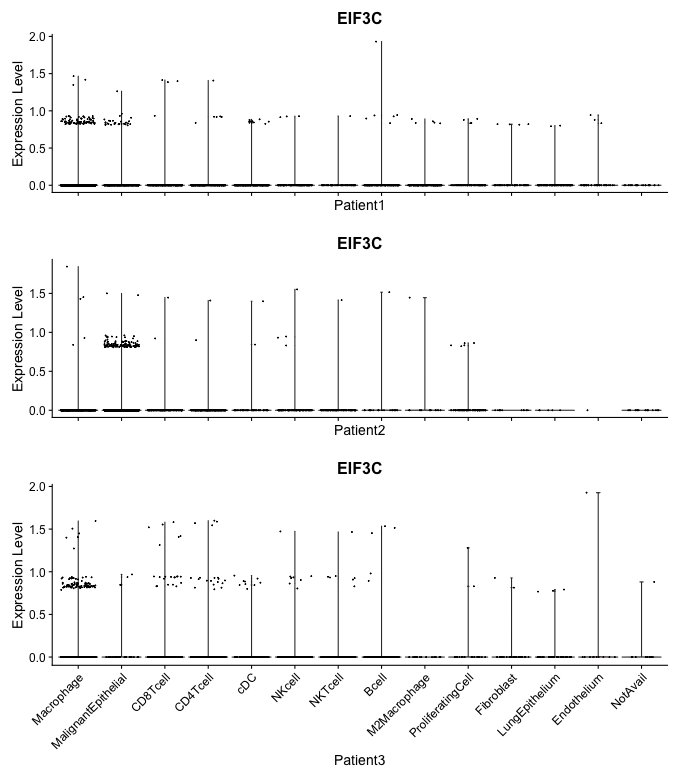 EIF3C
Expression Level
2.0
1.5
1.0
0.5
0.0
Patient1
EIF3C
Expression Level
1.5
1.0
0.5
0.0
Patient2
EIF3C
Expression Level
2.0
1.5
1.0
0.5
0.0
Macrophage
MalignantEpithelial
CD8Tcell
CD4Tcell
cDC
NKcell
NKTcell
Bcell
M2Macrophage
ProliferatingCell
Fibroblast
LungEpithelium
Endothelium
NotAvail
Patient3